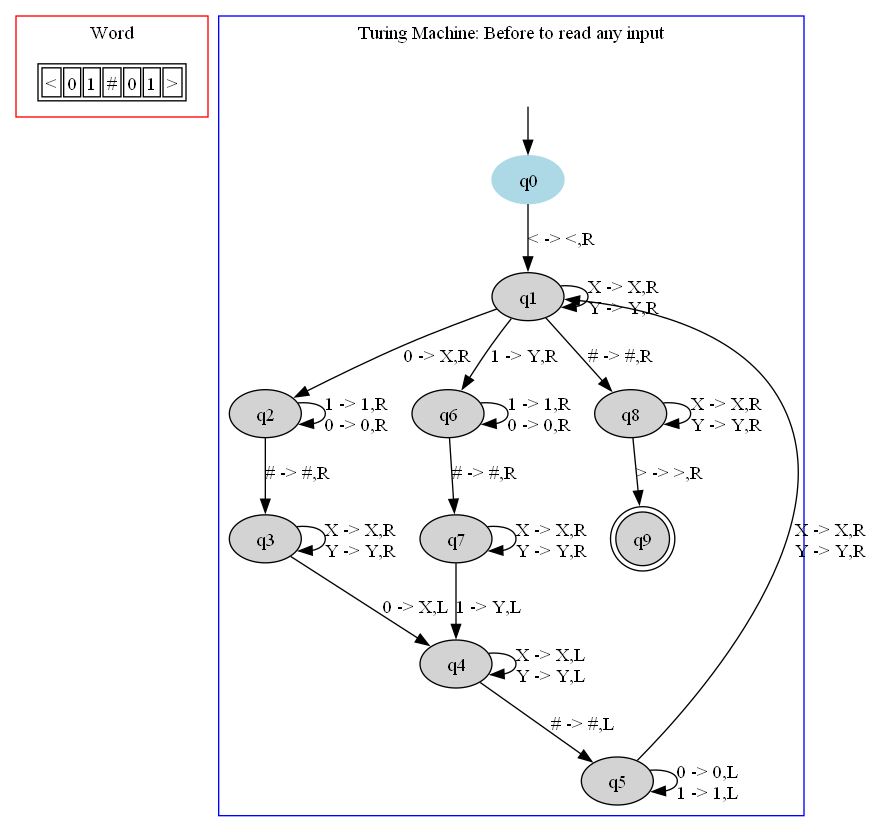 Word
< 0 1 # 0 1 >
Turing Machine: Before to read any input
q0
< -> <,R
q1
X -> X,R
Y -> Y,R
0 -> X,R
1 -> Y,R
# -> #,R
q2
1 -> 1,R
0 -> 0,R
q6
1 -> 1,R
0 -> 0,R
q8
X -> X,R
Y -> Y,R
# -> #,R
# -> #,R
> -> >,R
q3
X -> X,R
Y -> Y,R
q7
X -> X,R
Y -> Y,R
q9
X -> X,R
Y -> Y,R
0 -> X,L
1 -> Y,L
q4
X -> X,L
Y -> Y,L
# -> #,L
q5
0 -> 0,L
1 -> 1,L